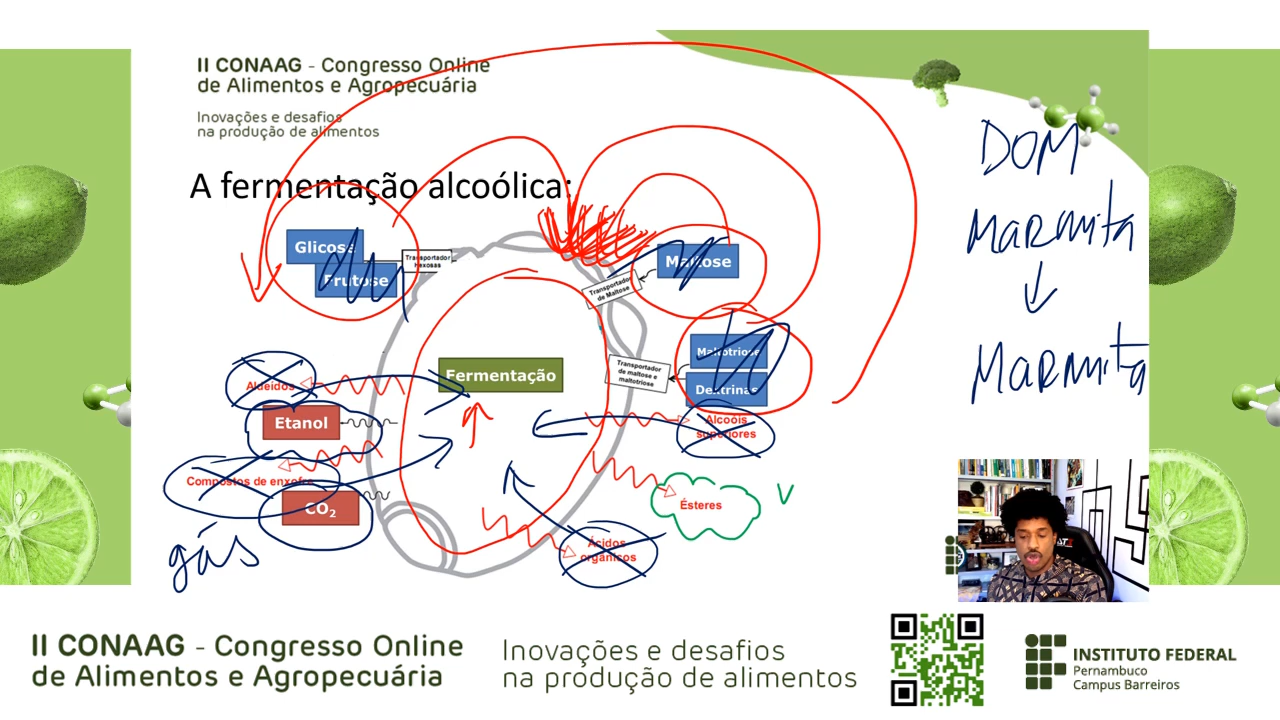 II CONAAG - Congresso Online
de Alimentos e Agropecuária
Inovações e desafios
na produção de alimentos
A fermentação alcoólica:
DOM
MARMITA
MARMITA
Glicose
Frutose
Transportador
hexoses
Maltose
Transportador
de Maltose
Maltotriose
Dextrinas
Transportador
de maltose e
maltotriose
Fermentação
Aldeídos
Etanol
Compostos de enxofre
CO₂
gás
Alcoóis
superiores
Ésteres
V
Ácidos
orgânicos
II CONAAG - Congresso Online
de Alimentos e Agropecuária
Inovações e desafios
na produção de alimentos
INSTITUTO FEDERAL
Pernambuco
Campus Barreiros